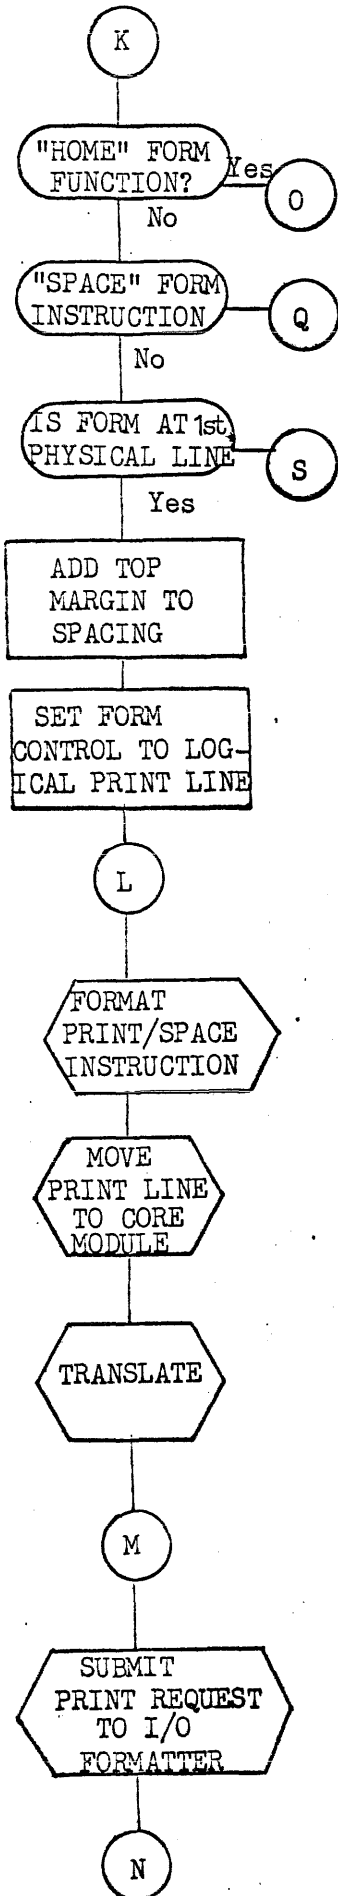 K
"HOME" FORM
FUNCTION?
Yes
O
No
"SPACE" FORM
INSTRUCTION
Q
No
IS FORM AT 1st
PHYSICAL LINE
S
Yes
ADD TOP
MARGIN TO
SPACING
SET FORM
CONTROL TO LOG-
ICAL PRINT LINE
L
FORMAT
PRINT/SPACE
INSTRUCTION
MOVE
PRINT LINE
TO CORE
MODULE
TRANSLATE
M
SUBMIT
PRINT REQUEST
TO I/O
FORMATTER
N